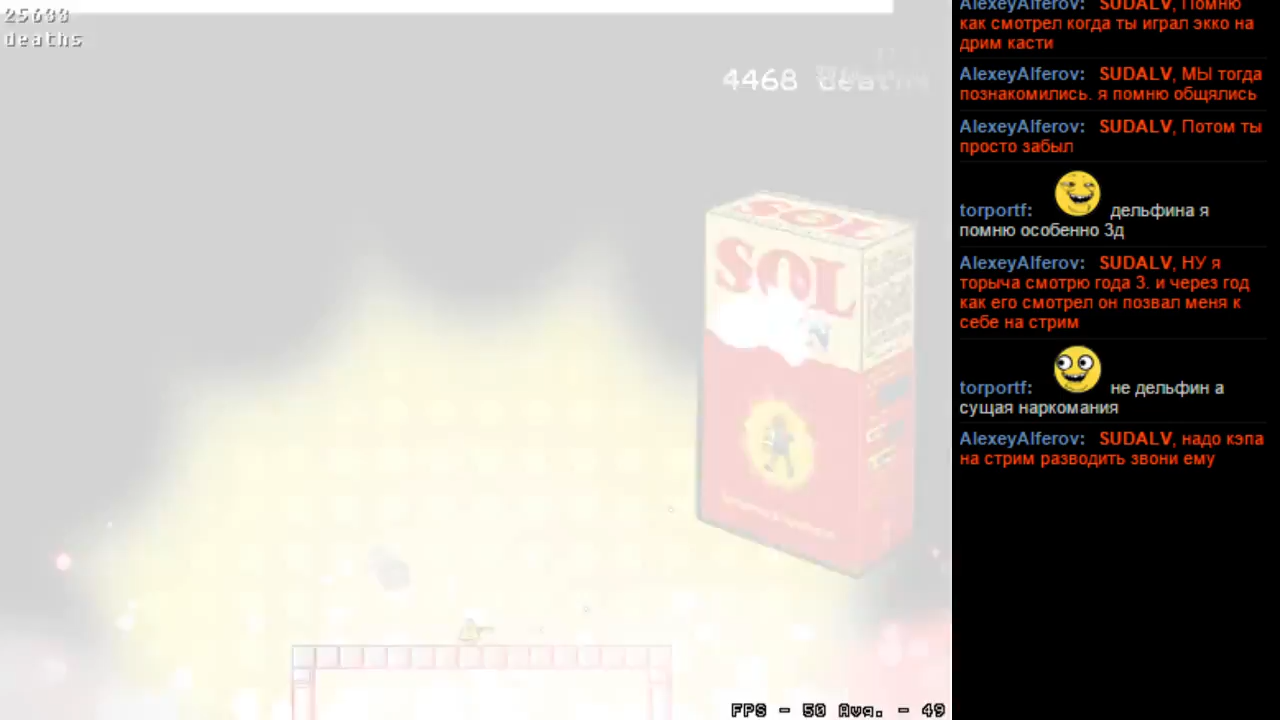 25633
deaths
4468 deaths
SOL
SOL
FPS - 50 Avg. - 49
AlexeyAlferov: SUDALV, Помню
как смотрел когда ты играл экко на
дрим касти
AlexeyAlferov: SUDALV, МЫ тогда
познакомились. я помню общялись
AlexeyAlferov: SUDALV, Потом ты
просто забыл
torportf: дельфина я
помню особенно 3д
AlexeyAlferov: SUDALV, НУ я
торыча смотрю года 3. и через год
как его смотрел он позвал меня к
себе на стрим
torportf: не дельфин а
сущая наркомания
AlexeyAlferov: SUDALV, надо кэпа
на стрим разводить звони ему